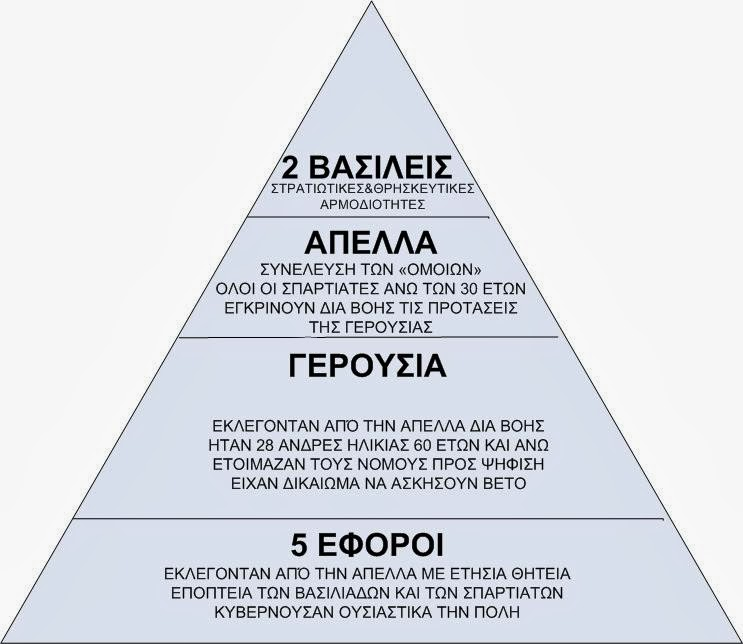 2 ΒΑΣΙΛΕΙΣ
ΣΤΡΑΤΙΩΤΙΚΕΣ&ΘΡΗΣΚΕΥΤΙΚΕΣ
ΑΡΜΟΔΙΟΤΗΤΕΣ
ΑΠΕΛΛΑ
ΣΥΝΕΛΕΥΣΗ ΤΩΝ «ΟΜΟΙΩΝ»
ΟΛΟΙ ΟΙ ΣΠΑΡΤΙΑΤΕΣ ΑΝΩ ΤΩΝ 30 ΕΤΩΝ
ΕΓΚΡΙΝΟΥΝ ΔΙΑ ΒΟΗΣ ΤΙΣ ΠΡΟΤΑΣΕΙΣ
ΤΗΣ ΓΕΡΟΥΣΙΑΣ
ΓΕΡΟΥΣΙΑ
ΕΚΛΕΓΟΝΤΑΝ ΑΠΌ ΤΗΝ ΑΠΕΛΛΑ ΔΙΑ ΒΟΗΣ
ΗΤΑΝ 28 ΑΝΔΡΕΣ ΗΛΙΚΙΑΣ 60 ΕΤΩΝ ΚΑΙ ΑΝΩ
ΕΤΟΙΜΑΖΑΝ ΤΟΥΣ ΝΟΜΟΥΣ ΠΡΟΣ ΨΗΦΙΣΗ
ΕΙΧΑΝ ΔΙΚΑΙΩΜΑ ΝΑ ΑΣΚΗΣΟΥΝ ΒΕΤΟ
5 ΕΦΟΡΟΙ
ΕΚΛΕΓΟΝΤΑΝ ΑΠΌ ΤΗΝ ΑΠΕΛΛΑ ΜΕ ΕΤΗΣΙΑ ΘΗΤΕΙΑ
ΕΠΟΠΤΕΙΑ ΤΩΝ ΒΑΣΙΛΙΑΔΩΝ ΚΑΙ ΤΩΝ ΣΠΑΡΤΙΑΤΩΝ
ΚΥΒΕΡΝΟΥΣΑΝ ΟΥΣΙΑΣΤΙΚΑ ΤΗΝ ΠΟΛΗ